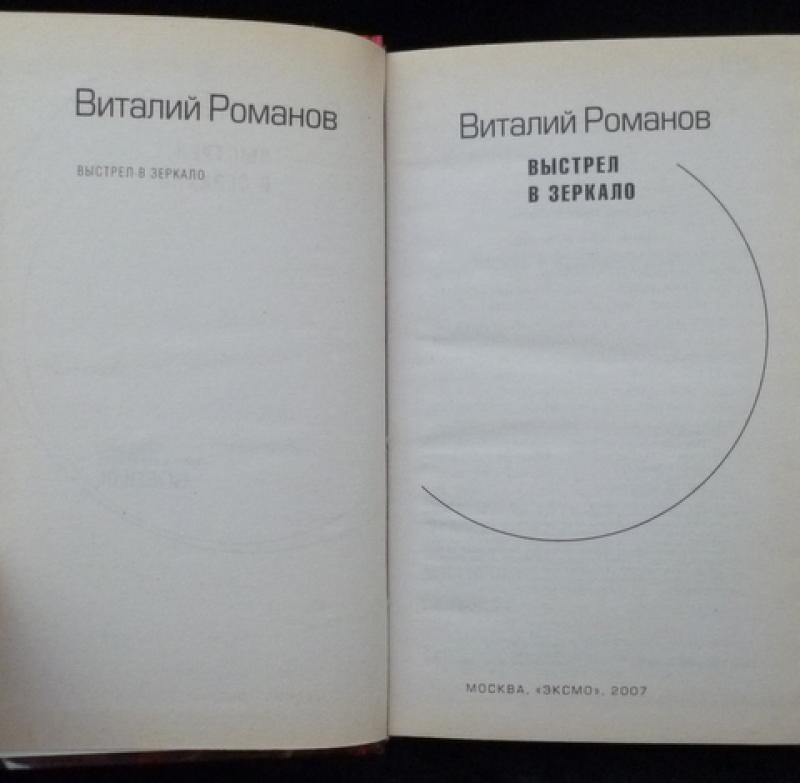 Виталий Романов
ВЫСТРЕЛ В ЗЕРКАЛО
Виталий Романов
ВЫСТРЕЛ
В ЗЕРКАЛО
МОСКВА, «ЭКСМО», 2007